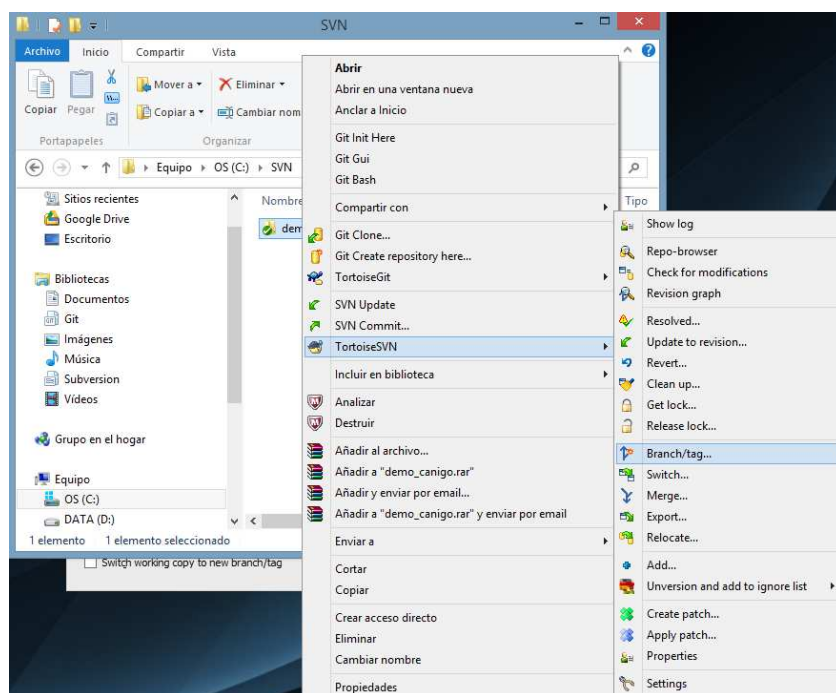 SVN
Archivo
Inicio
Compartir
Vista
Copiar
Pegar
Mover a
Copiar a
Eliminar
Cambiar nom
Portapapeles
Organizar
Equipo
OS (C:)
SVN
Sitios recientes
Google Drive
Escritorio
Bibliotecas
Documentos
Git
Imágenes
Música
Subversion
Vídeos
Grupo en el hogar
Equipo
OS (C:)
DATA (D:)
Nombre
Tipo
dem
1 elemento
1 elemento seleccionado
Switch working copy to new branch/tag
Abrir
Abrir en una ventana nueva
Anclar a Inicio
Git Init Here
Git Gui
Git Bash
Compartir con
Git Clone...
Git Create repository here...
TortoiseGit
SVN Update
SVN Commit...
TortoiseSVN
Incluir en biblioteca
Analizar
Destruir
Añadir al archivo...
Añadir a "demo_canigo.rar"
Añadir y enviar por email...
Añadir a "demo_canigo.rar" y enviar por email
Enviar a
Cortar
Copiar
Crear acceso directo
Eliminar
Cambiar nombre
Propiedades
Show log
Repo-browser
Check for modifications
Revision graph
Resolved...
Update to revision...
Revert...
Clean up...
Get lock...
Release lock...
Branch/tag...
Switch...
Merge...
Export...
Relocate...
Add...
Unversion and add to ignore list
Create patch...
Apply patch...
Properties
Settings